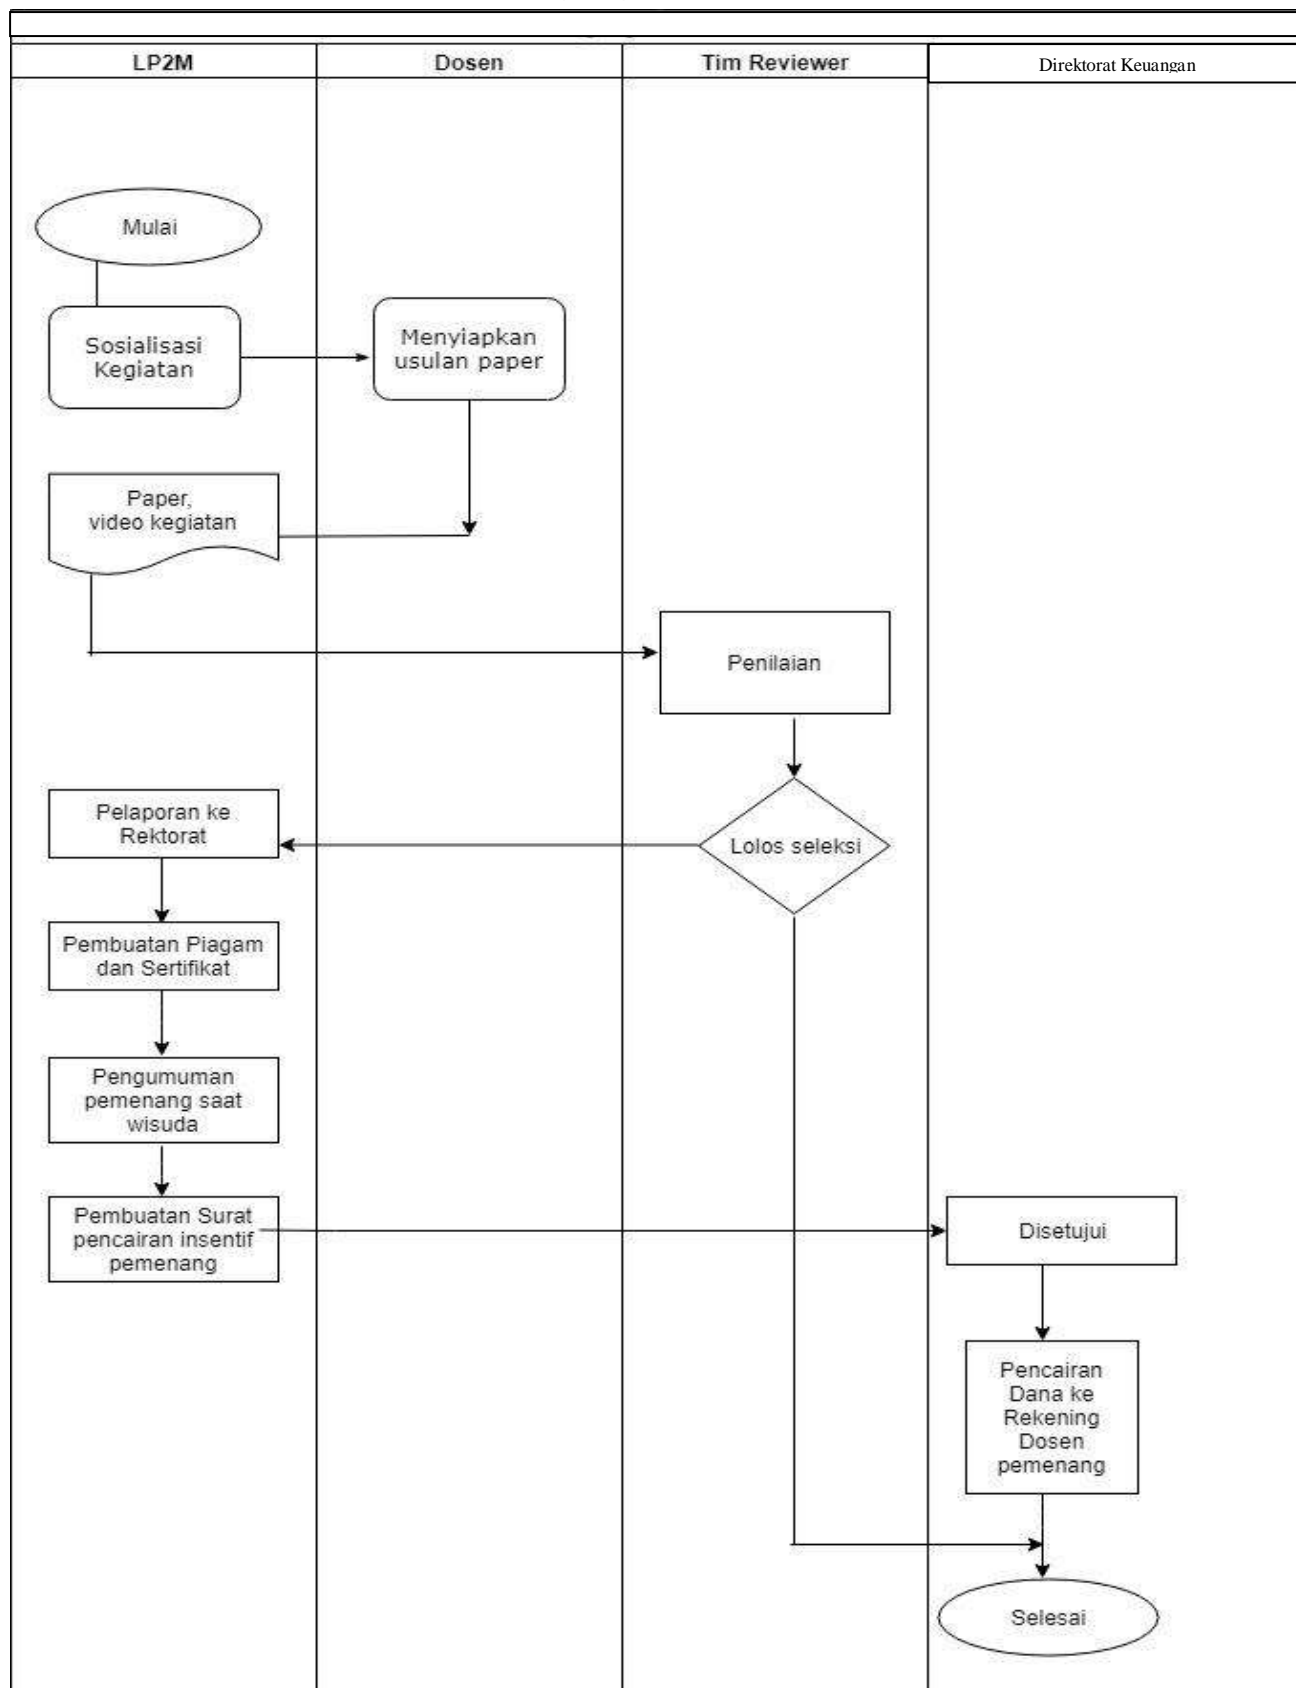 LP2M
Dosen
Tim Reviewer
Direktorat Keuangan
Mulai
Sosialisasi
Kegiatan
Menyiapkan
usulan paper
Paper,
video kegiatan
Penilaian
Lolos seleksi
Pelaporan ke
Rektorat
Pembuatan Piagam
dan Sertifikat
Pengumuman
pemenang saat
wisuda
Pembuatan Surat
pencairan insentif
pemenang
Disetujui
Pencairan
Dana ke
Rekening
Dosen
pemenang
Selesai